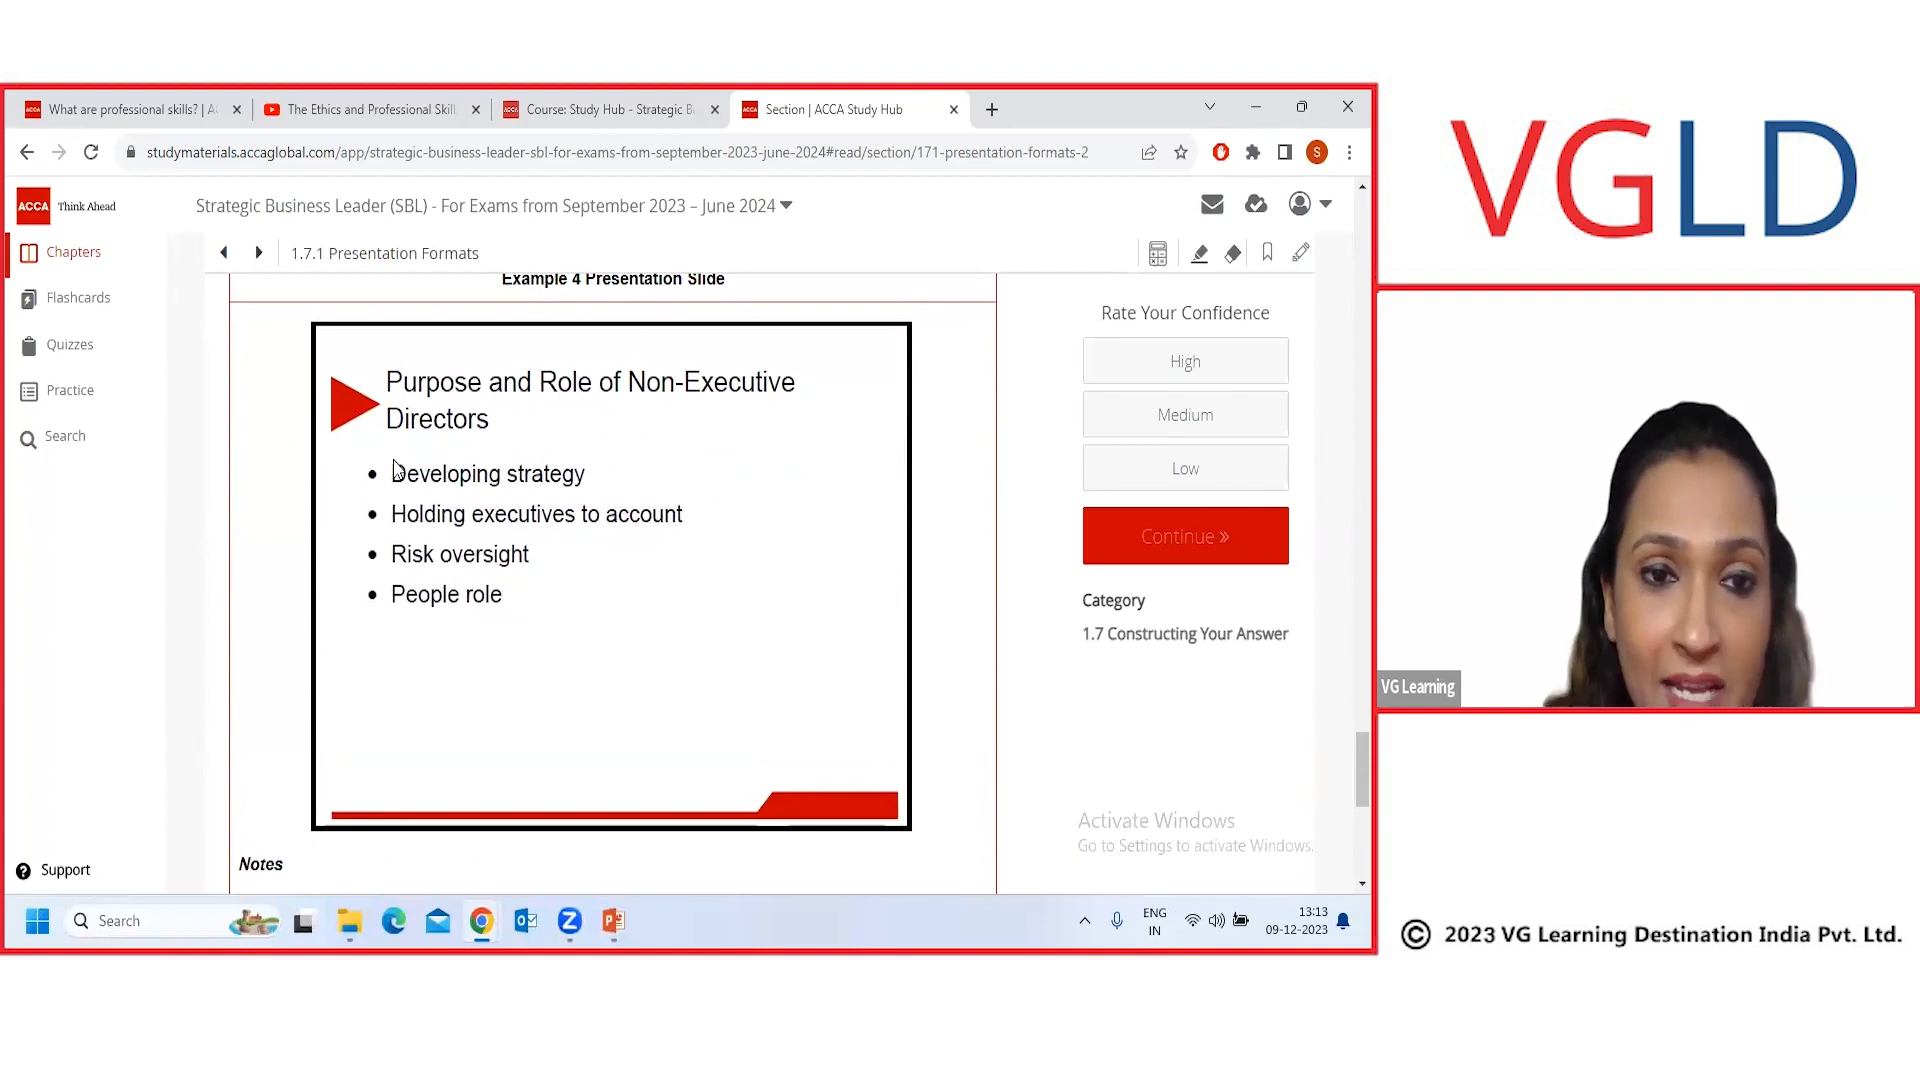 What are professional skills? | AC
The Ethics and Professional Skil
Course: Study Hub - Strategic B
Section | ACCA Study Hub
studymaterials.accaglobal.com/app/strategic-business-leader-sbl-for-exams-from-september-2023-june-2024#read/section/171-presentation-formats-2
S
ACCA
Think Ahead
Strategic Business Leader (SBL) - For Exams from September 2023 – June 2024
Chapters
Flashcards
Quizzes
Practice
Search
Support
1.7.1 Presentation Formats
Example 4 Presentation Slide
Purpose and Role of Non-Executive
Directors
• Developing strategy
• Holding executives to account
• Risk oversight
• People role
Notes
Rate Your Confidence
High
Medium
Low
Continue »
Category
1.7 Constructing Your Answer
Activate Windows
Go to Settings to activate Windows.
Search
ENG
IN
13:13
09-12-2023
VGLD
VG Learning
© 2023 VG Learning Destination India Pvt. Ltd.